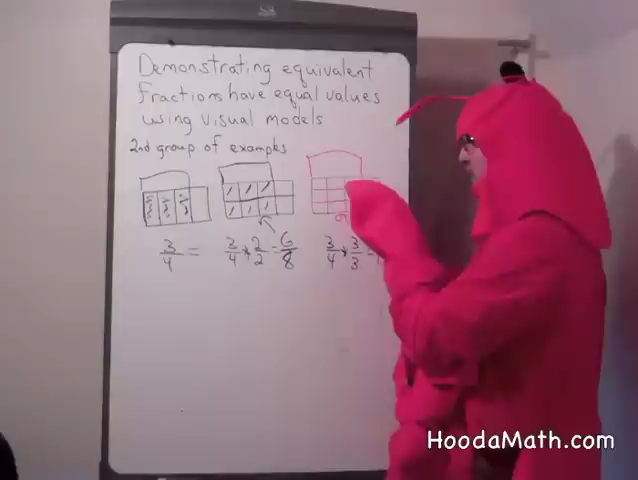 Demonstrating equivalent
fractions have equal values
using visual models
2nd group of examples
3/4 = 3/4 * 2/2 = 6/8 3/4 * 3/3 =
HoodaMath.com